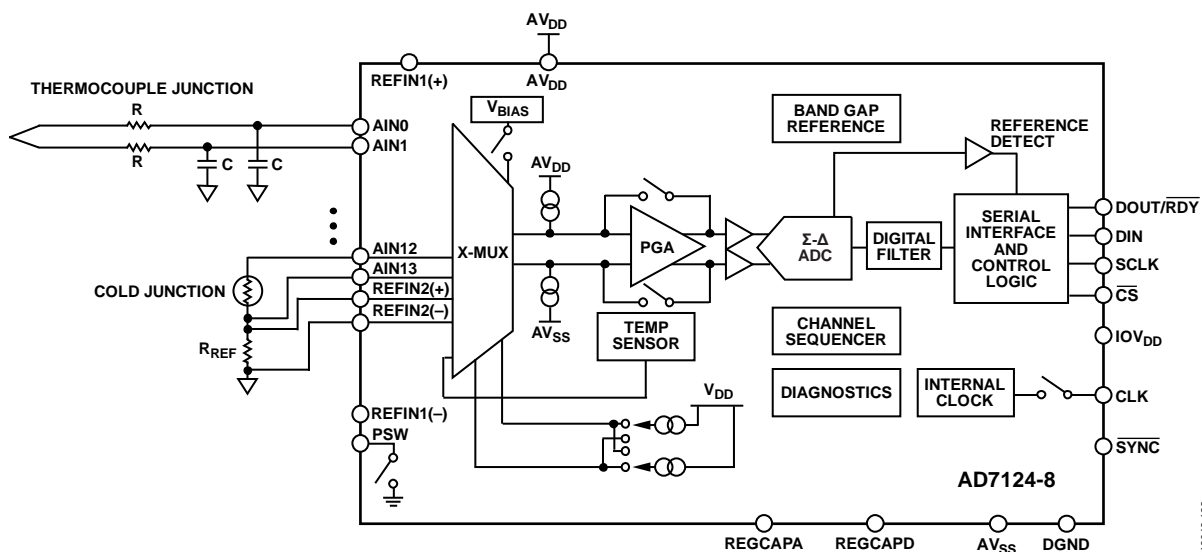 AVDD
REFIN1(+)
AVDD
THERMOCOUPLE JUNCTION
R
R
C
C
AIN0
AIN1
VBIAS
BAND GAP
REFERENCE
REFERENCE
DETECT
AVDD
X-MUX
PGA
Σ-Δ
ADC
DIGITAL
FILTER
SERIAL
INTERFACE
AND
CONTROL
LOGIC
DOUT/RDY
DIN
SCLK
CS
AIN12
AIN13
REFIN2(+)
REFIN2(–)
COLD JUNCTION
RREF
AVSS
TEMP
SENSOR
CHANNEL
SEQUENCER
IOVDD
DIAGNOSTICS
INTERNAL
CLOCK
CLK
VDD
REFIN1(–)
PSW
SYNC
AD7124-8
REGCAPA
REGCAPD
AVSS
DGND